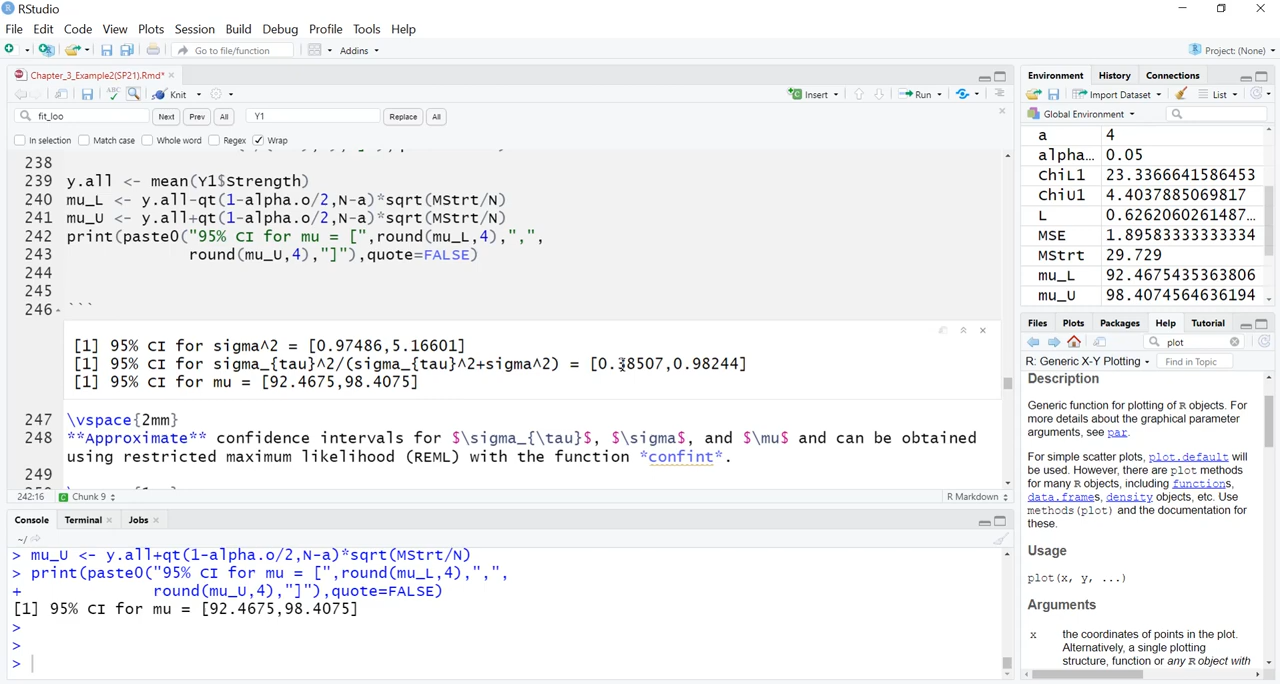 RStudio
File Edit Code View Plots Session Build Debug Profile Tools Help
Go to file/function Addins Project: (None)
Chapter_3_Example2(SP21).Rmd*
Knit Insert Run
fit_loo Next Prev All Y1 Replace All
In selection Match case Whole word Regex Wrap
238
239 y.all <- mean(Y1$Strength)
240 mu_L <- y.all-qt(1-alpha.o/2,N-a)*sqrt(MStrt/N)
241 mu_U <- y.all+qt(1-alpha.o/2,N-a)*sqrt(MStrt/N)
242 print(paste0("95% CI for mu = [",round(mu_L,4),",",
243 round(mu_U,4),"]"),quote=FALSE)
244
245
246 ```
[1] 95% CI for sigma^2 = [0.97486,5.16601]
[1] 95% CI for sigma_{tau}^2/(sigma_{tau}^2+sigma^2) = [0.38507,0.98244]
[1] 95% CI for mu = [92.4675,98.4075]
247 \vspace{2mm}
248 **Approximate** confidence intervals for $\sigma_{\tau}$, $\sigma$, and $\mu$ and can be obtained
using restricted maximum likelihood (REML) with the function *confint*.
249
242:16 Chunk 9 R Markdown
Console Terminal Jobs
~/
> mu_U <- y.all+qt(1-alpha.o/2,N-a)*sqrt(MStrt/N)
> print(paste0("95% CI for mu = [",round(mu_L,4),",",
+ round(mu_U,4),"]"),quote=FALSE)
[1] 95% CI for mu = [92.4675,98.4075]
>
>
>
Environment History Connections
Import Dataset List
Global Environment
a 4
alpha… 0.05
ChiL1 23.3366641586453
ChiU1 4.4037885069817
L 0.6262060261487…
MSE 1.89583333333334
MStrt 29.729
mu_L 92.4675435363806
mu_U 98.4074564636194
Files Plots Packages Help Tutorial
plot
R: Generic X-Y Plotting Find in Topic
Description
Generic function for plotting of R objects. For
more details about the graphical parameter
arguments, see par.
For simple scatter plots, plot.default will
be used. However, there are plot methods
for many R objects, including functions,
data.frames, density objects, etc. Use
methods(plot) and the documentation for
these.
Usage
plot(x, y, ...)
Arguments
x the coordinates of points in the plot.
Alternatively, a single plotting
structure, function or any R object with